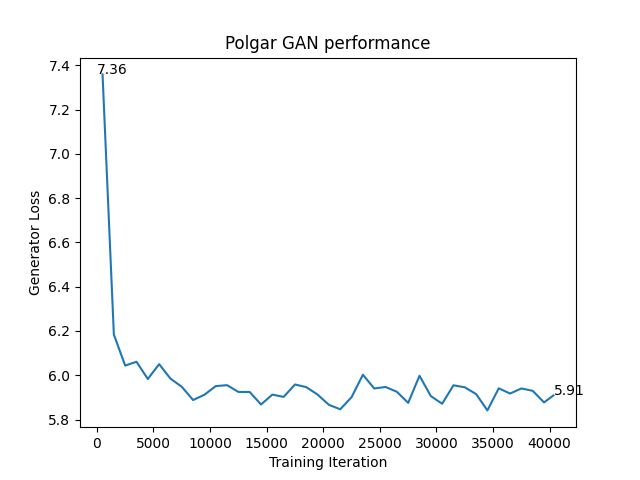 Polgar GAN performance
7.36
7.4
7.2
7.0
6.8
6.6
6.4
6.2
6.0
5.8
Generator Loss
5.91
0 5000 10000 15000 20000 25000 30000 35000 40000
Training Iteration